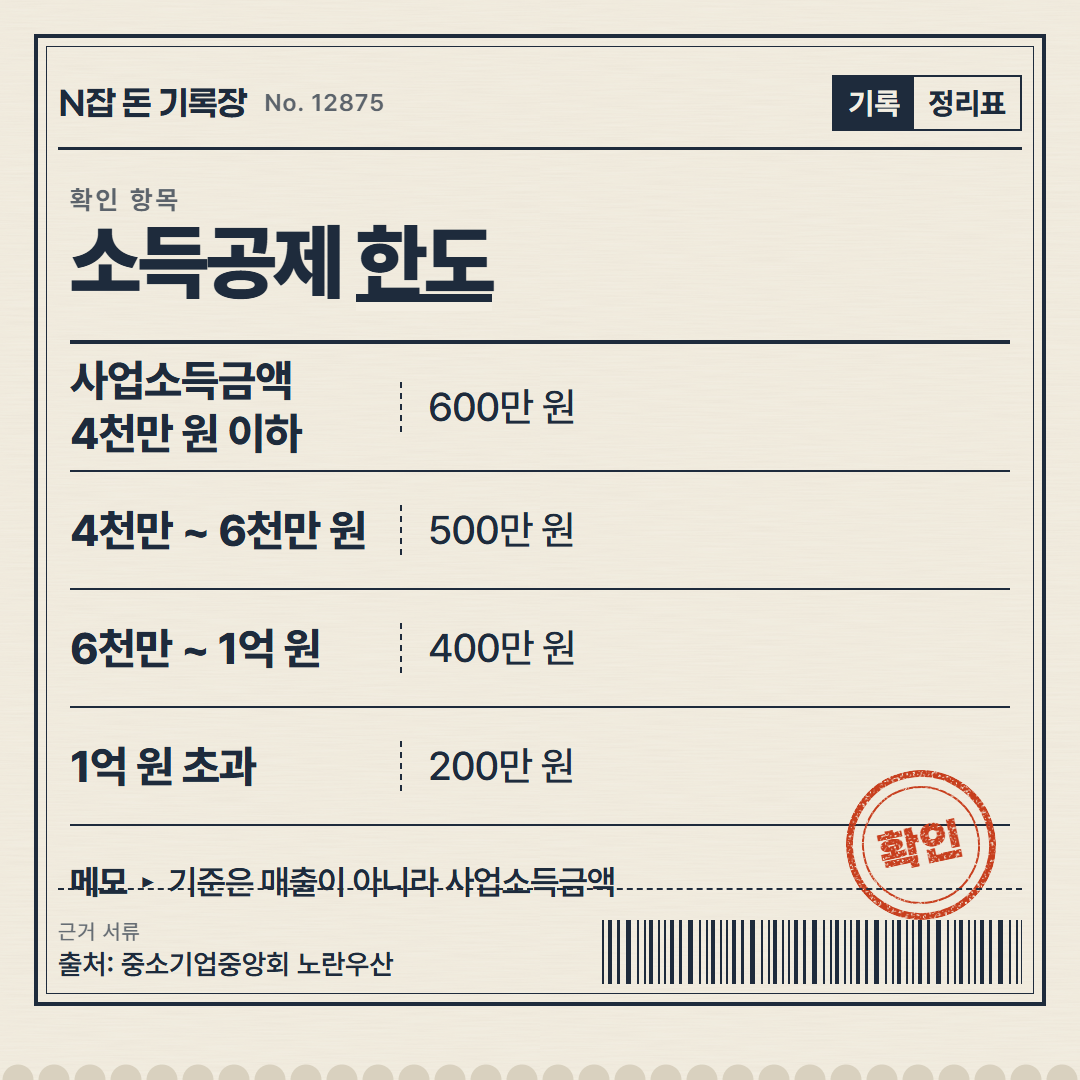 N잡 돈 기록장 No. 12875
기록 정리표
확인 항목
소득공제 한도
사업소득금액
4천만 원 이하
600만 원
4천만 ~ 6천만 원
500만 원
6천만 ~ 1억 원
400만 원
1억 원 초과
200만 원
확인
메모 ▸ 기준은 매출이 아니라 사업소득금액
근거 서류
출처: 중소기업중앙회 노란우산